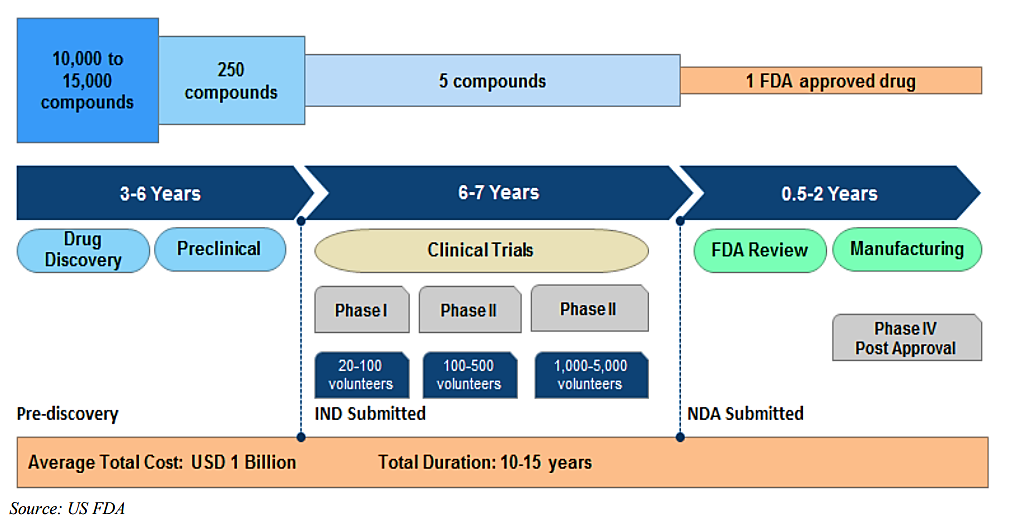 10,000 to
15,000
compounds
250
compounds
5 compounds
1 FDA approved drug
3-6 Years
6-7 Years
0.5-2 Years
Drug
Discovery
Preclinical
Clinical Trials
FDA Review
Manufacturing
Phase I
Phase II
Phase II
Phase IV
Post Approval
20-100
volunteers
100-500
volunteers
1,000-5,000
volunteers
Pre-discovery
IND Submitted
NDA Submitted
Average Total Cost: USD 1 Billion
Total Duration: 10-15 years
Source: US FDA